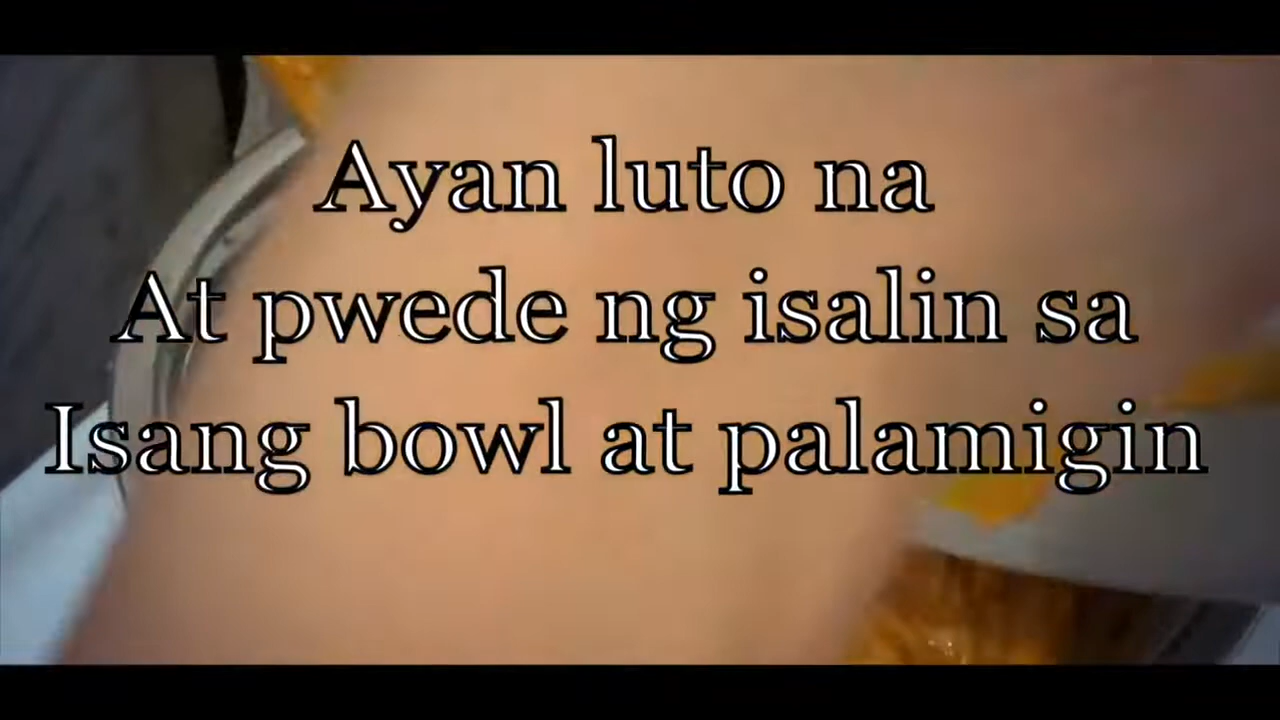 Ayan luto na
At pwede ng isalin sa
Isang bowl at palamigin